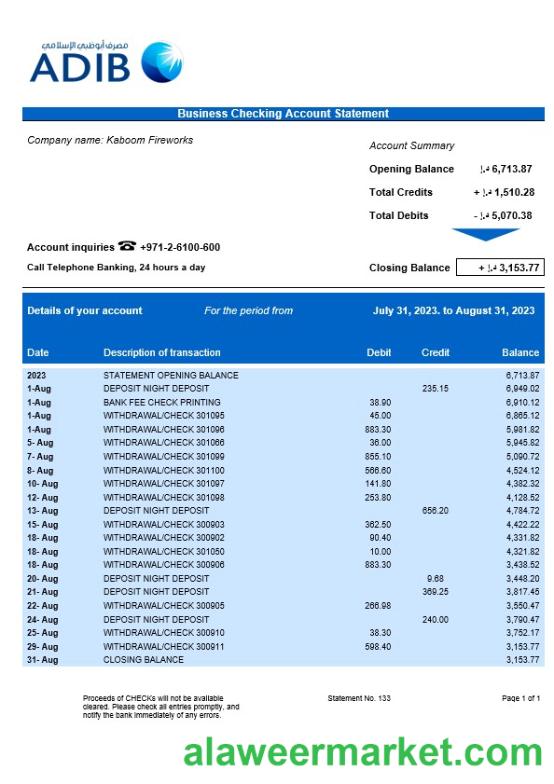 مصرف أبوظبي الإسلامي
ADIB
Business Checking Account Statement
Company name: Kaboom Fireworks
Account Summary
Opening Balance د.إ 6,713.87
Total Credits + د.إ 1,510.28
Total Debits - د.إ 5,070.38
Account inquiries ☎ +971-2-6100-600
Call Telephone Banking, 24 hours a day
Closing Balance + د.إ 3,153.77
Details of your account For the period from July 31, 2023. to August 31, 2023
Date Description of transaction Debit Credit Balance
2023 STATEMENT OPENING BALANCE 6,713.87
1-Aug DEPOSIT NIGHT DEPOSIT 235.15 6,949.02
1-Aug BANK FEE CHECK PRINTING 38.90 6,910.12
1-Aug WITHDRAWAL/CHECK 301095 45.00 6,865.12
1-Aug WITHDRAWAL/CHECK 301096 883.30 5,981.82
5- Aug WITHDRAWAL/CHECK 301066 36.00 5,945.82
7- Aug WITHDRAWAL/CHECK 301099 855.10 5,090.72
8- Aug WITHDRAWAL/CHECK 301100 566.60 4,524.12
10- Aug WITHDRAWAL/CHECK 301097 141.80 4,382.32
12- Aug WITHDRAWAL/CHECK 301098 253.80 4,128.52
13- Aug DEPOSIT NIGHT DEPOSIT 656.20 4,784.72
15- Aug WITHDRAWAL/CHECK 300903 362.50 4,422.22
18- Aug WITHDRAWAL/CHECK 300902 90.40 4,331.82
18- Aug WITHDRAWAL/CHECK 301050 10.00 4,321.82
18- Aug WITHDRAWAL/CHECK 300906 883.30 3,438.52
20- Aug DEPOSIT NIGHT DEPOSIT 9.68 3,448.20
21- Aug DEPOSIT NIGHT DEPOSIT 369.25 3,817.45
22- Aug WITHDRAWAL/CHECK 300905 266.98 3,550.47
24- Aug DEPOSIT NIGHT DEPOSIT 240.00 3,790.47
25- Aug WITHDRAWAL/CHECK 300910 38.30 3,752.17
29- Aug WITHDRAWAL/CHECK 300911 598.40 3,153.77
31- Aug CLOSING BALANCE 3,153.77
Proceeds of CHECKs will not be available
cleared. Please check all entries promptly, and
notify the bank immediately of any errors.
Statement No. 133
Page 1 of 1
alaweermarket.com